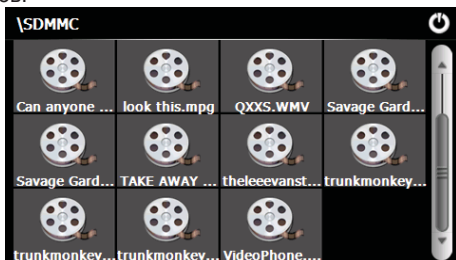 \SDMMC
Can anyone ... look this.mpg QXXS.WMV Savage Gard...
Savage Gard... TAKE AWAY ... theleeevanst... trunkmonkey...
trunkmonkey... trunkmonkey... VideoPhone....